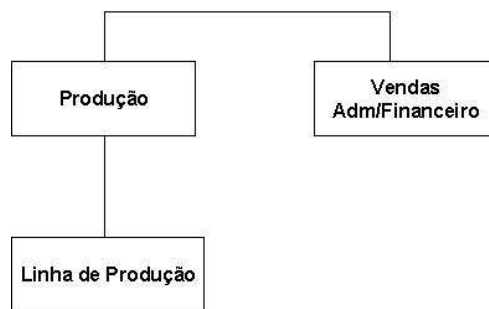 Produção
Vendas
Adm/Financeiro
Linha de Produção